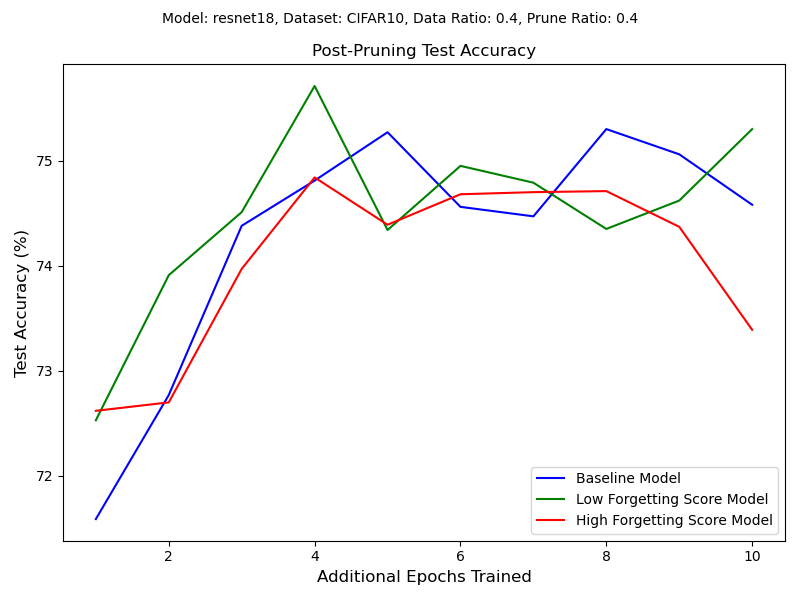 Model: resnet18, Dataset: CIFAR10, Data Ratio: 0.4, Prune Ratio: 0.4
Post-Pruning Test Accuracy
75
74
73
72
Test Accuracy (%)
2 4 6 8 10
Additional Epochs Trained
Baseline Model
Low Forgetting Score Model
High Forgetting Score Model